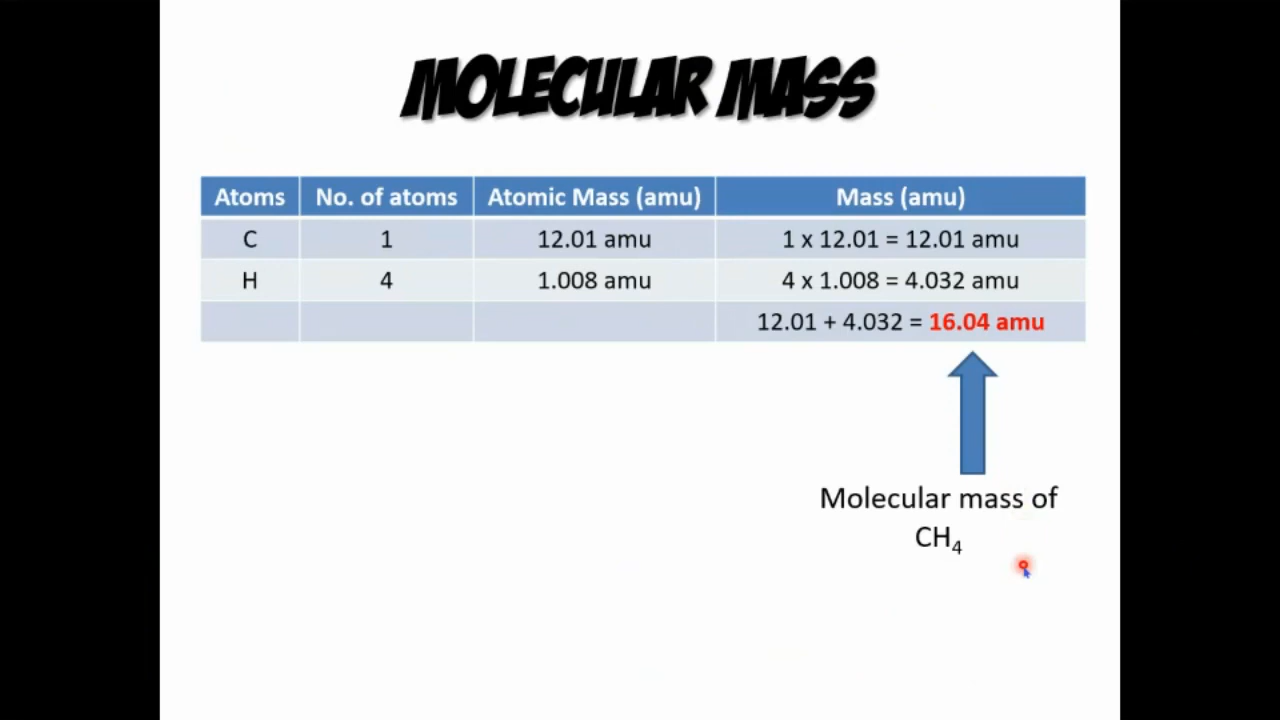 MOLECULAR MASS
Atoms No. of atoms Atomic Mass (amu) Mass (amu)
C 1 12.01 amu 1 x 12.01 = 12.01 amu
H 4 1.008 amu 4 x 1.008 = 4.032 amu
12.01 + 4.032 = 16.04 amu
Molecular mass of
CH₄